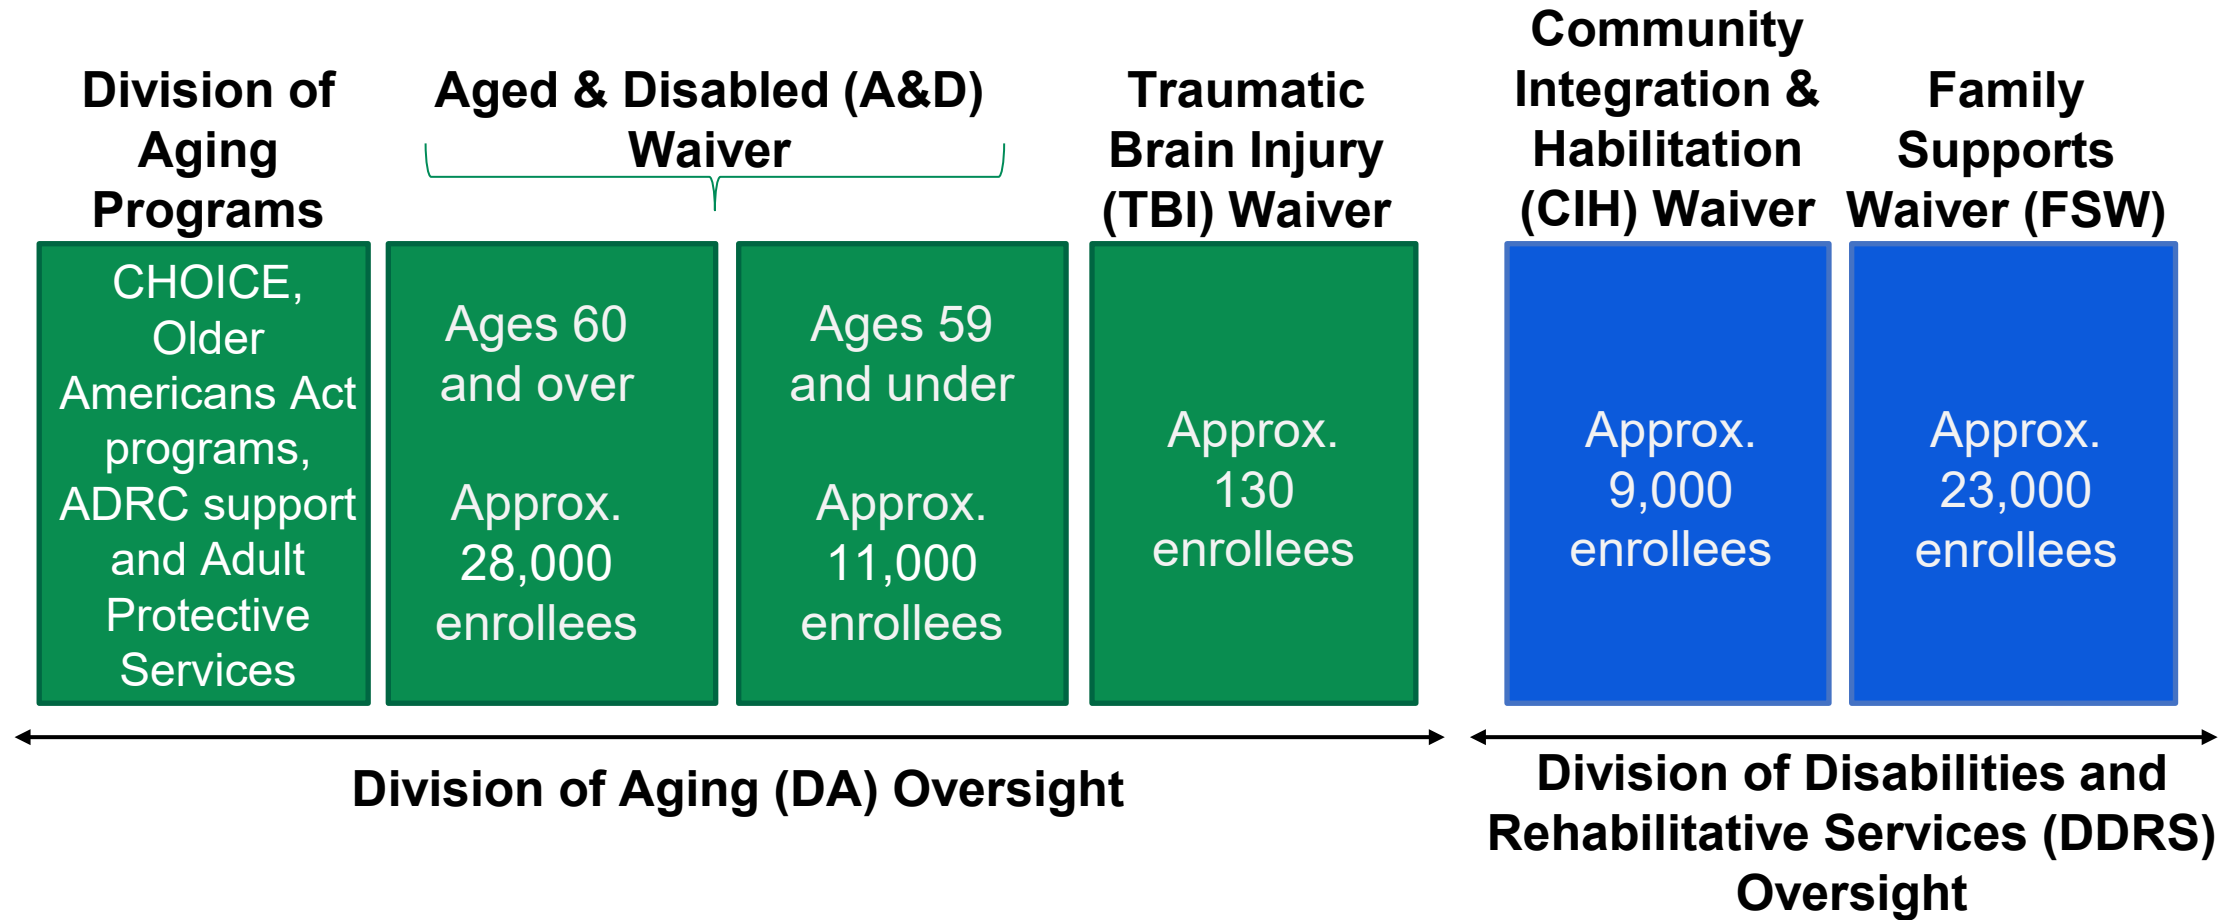 Division of
Aging
Programs
Aged & Disabled (A&D)
Waiver
Traumatic
Brain Injury
(TBI) Waiver
Community
Integration &
Habilitation
(CIH) Waiver
Family
Supports
Waiver (FSW)
CHOICE,
Older
Americans Act
programs,
ADRC support
and Adult
Protective
Services
Ages 60
and over
Approx.
28,000
enrollees
Ages 59
and under
Approx.
11,000
enrollees
Approx.
130
enrollees
Approx.
9,000
enrollees
Approx.
23,000
enrollees
Division of Aging (DA) Oversight
Division of Disabilities and
Rehabilitative Services (DDRS)
Oversight